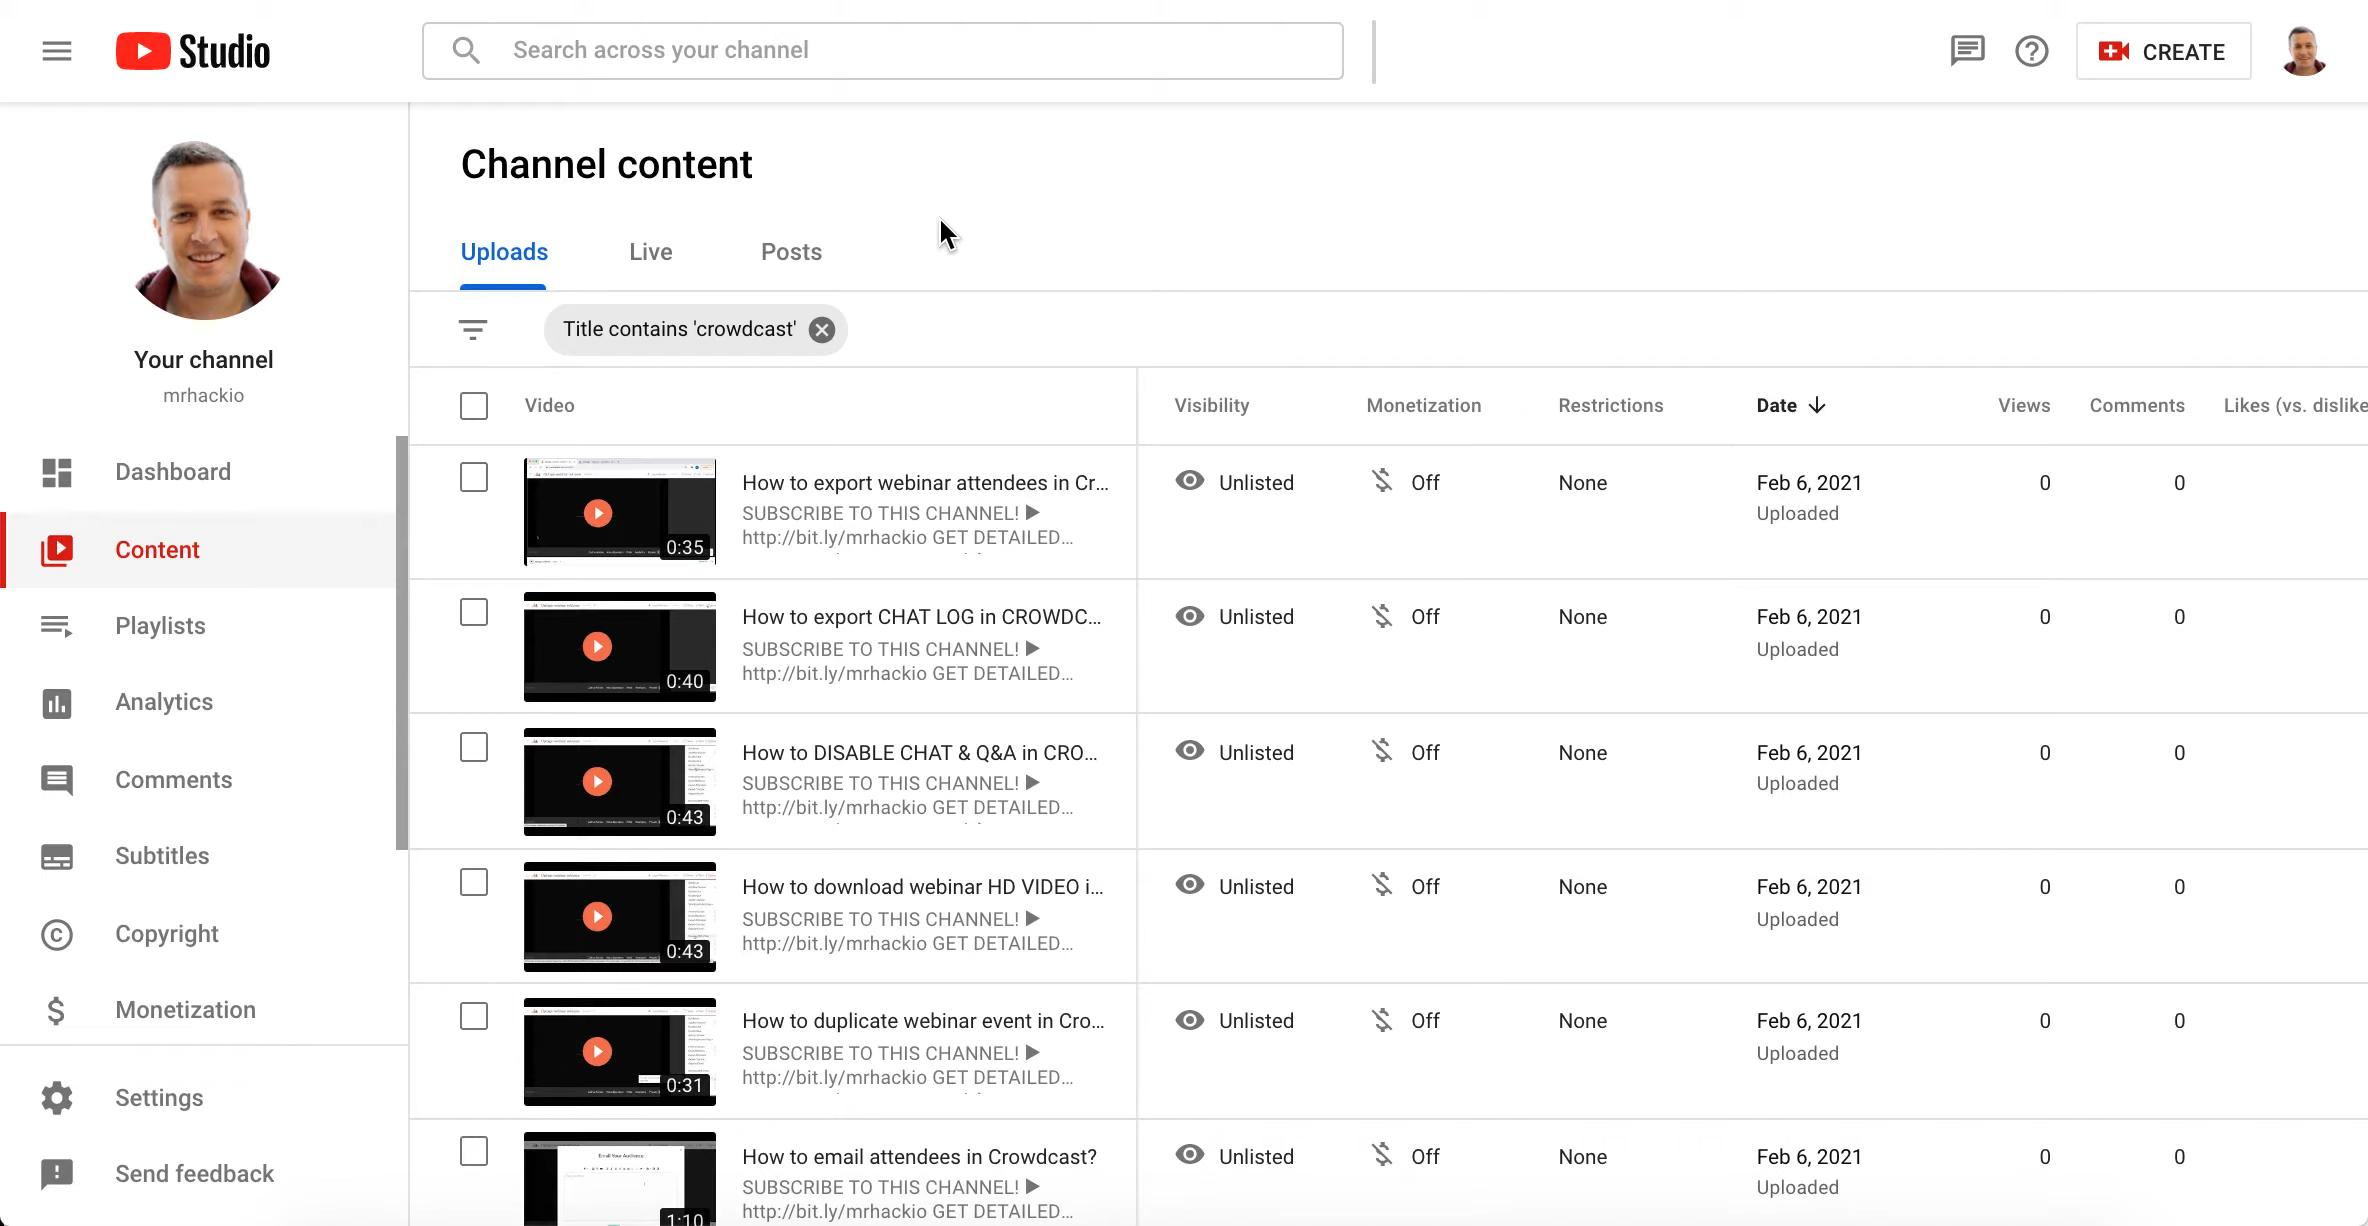 Studio
Search across your channel
CREATE
Your channel
mrhackio
Dashboard
Content
Playlists
Analytics
Comments
Subtitles
Copyright
Monetization
Settings
Send feedback
Channel content
Uploads Live Posts
Title contains 'crowdcast'
Video Visibility Monetization Restrictions Date Views Comments Likes (vs. dislike
0:35 How to export webinar attendees in Cr... Unlisted Off None Feb 6, 2021 0 0
SUBSCRIBE TO THIS CHANNEL! ▶ Uploaded
http://bit.ly/mrhackio GET DETAILED...
0:40 How to export CHAT LOG in CROWDC... Unlisted Off None Feb 6, 2021 0 0
SUBSCRIBE TO THIS CHANNEL! ▶ Uploaded
http://bit.ly/mrhackio GET DETAILED...
0:43 How to DISABLE CHAT & Q&A in CRO... Unlisted Off None Feb 6, 2021 0 0
SUBSCRIBE TO THIS CHANNEL! ▶ Uploaded
http://bit.ly/mrhackio GET DETAILED...
0:43 How to download webinar HD VIDEO i... Unlisted Off None Feb 6, 2021 0 0
SUBSCRIBE TO THIS CHANNEL! ▶ Uploaded
http://bit.ly/mrhackio GET DETAILED...
0:31 How to duplicate webinar event in Cro... Unlisted Off None Feb 6, 2021 0 0
SUBSCRIBE TO THIS CHANNEL! ▶ Uploaded
http://bit.ly/mrhackio GET DETAILED...
Email Your Audience
1:10 How to email attendees in Crowdcast? Unlisted Off None Feb 6, 2021 0 0
SUBSCRIBE TO THIS CHANNEL! ▶ Uploaded
http://bit.ly/mrhackio GET DETAILED...